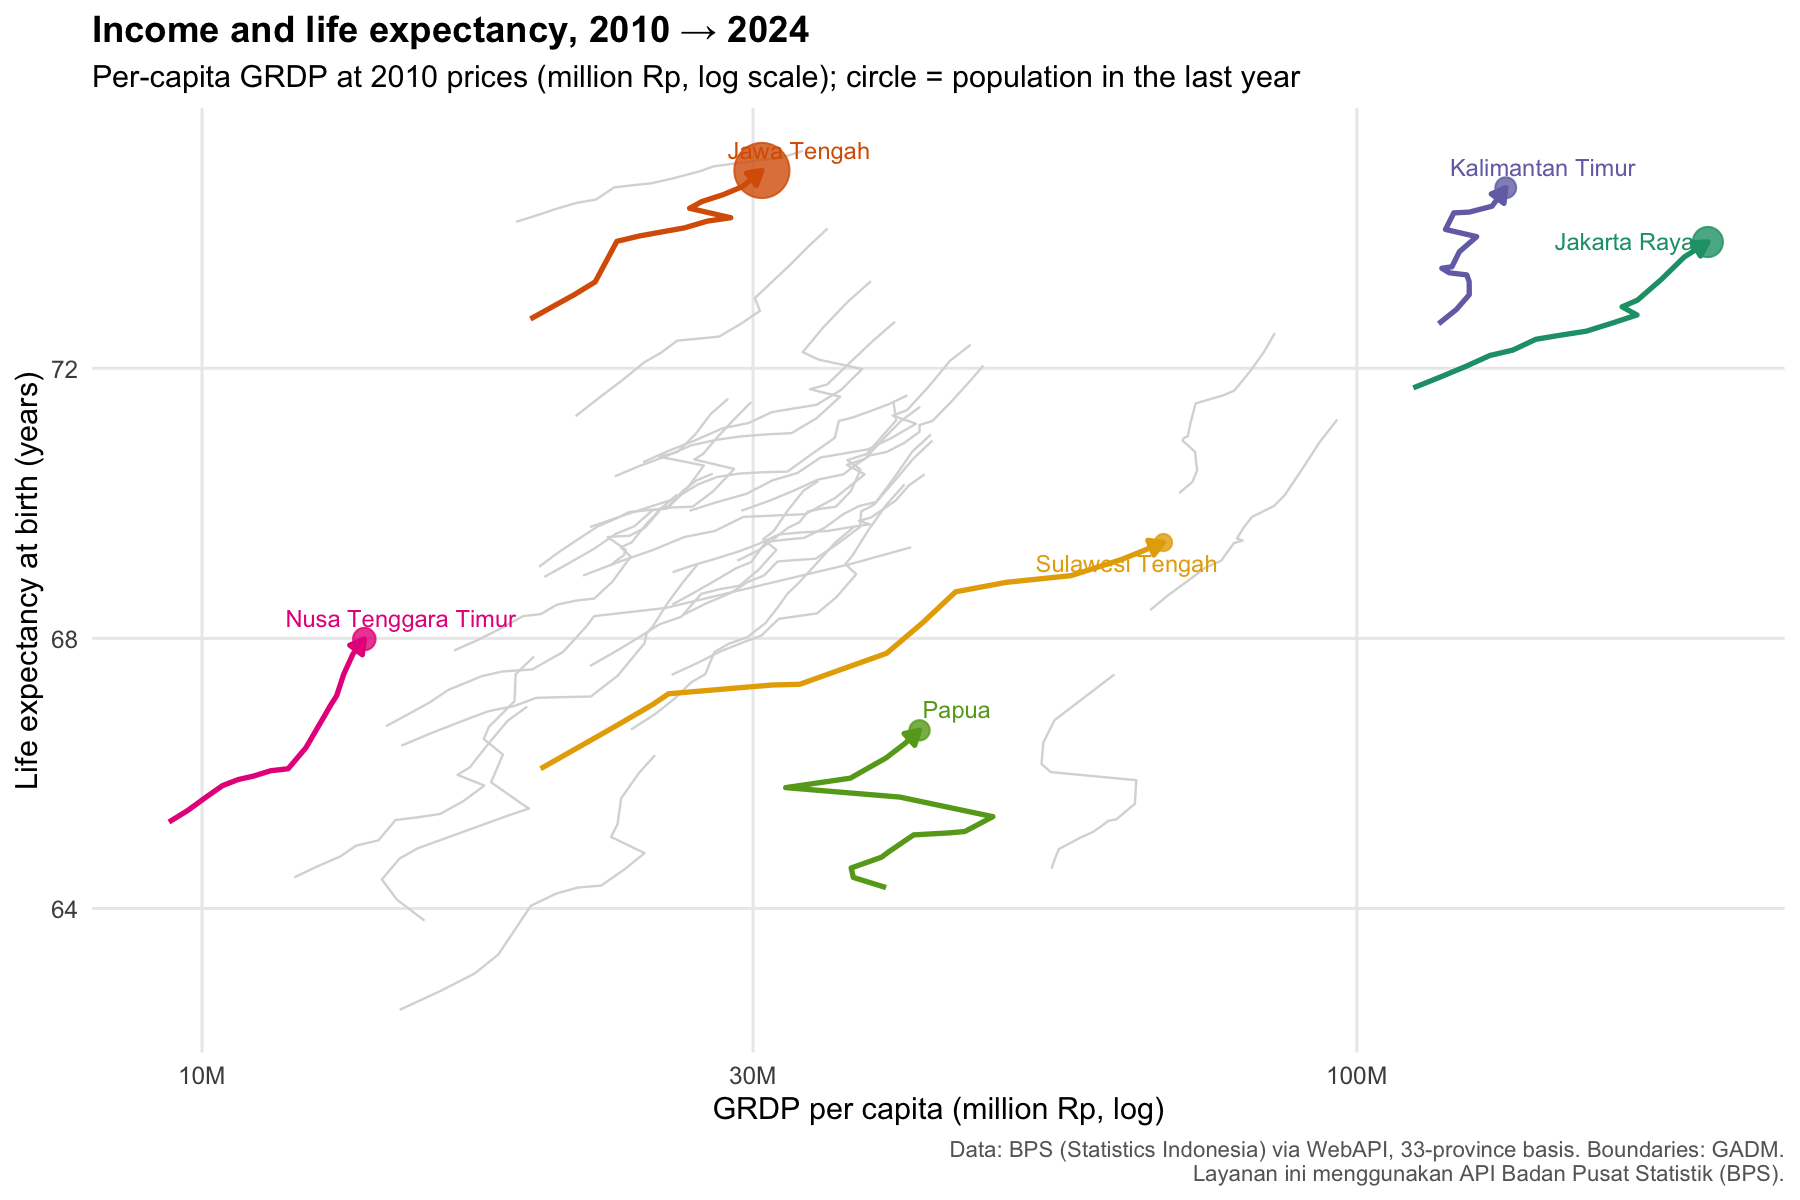 Income and life expectancy, 2010 → 2024
Per-capita GRDP at 2010 prices (million Rp, log scale); circle = population in the last year
Jawa Tengah
Kalimantan Timur
Jakarta Raya
72
Sulawesi Tengah
Nusa Tenggara Timur
68
Papua
64
Life expectancy at birth (years)
10M
30M
100M
GRDP per capita (million Rp, log)
Data: BPS (Statistics Indonesia) via WebAPI, 33-province basis. Boundaries: GADM.
Layanan ini menggunakan API Badan Pusat Statistik (BPS).